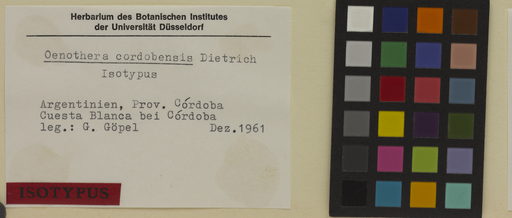 Herbarium des Botanischen Institutes
der Universität Düsseldorf
Oenothera cordobensis Dietrich
Isotypus
Argentinien, Prov. Córdoba
Cuesta Blanca bei Córdoba
leg.: G. Göpel Dez.1961
ISOTYPUS